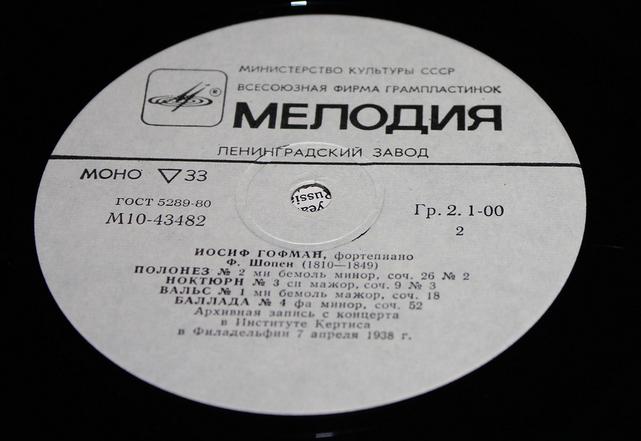 МИНИСТЕРСТВО КУЛЬТУРЫ СССР
ВСЕСОЮЗНАЯ ФИРМА ГРАМПЛАСТИНОК
®
МЕЛОДИЯ
ЛЕНИНГРАДСКИЙ ЗАВОД
МОНО ▽33
ГОСТ 5289-80
М10-43482
Гр. 2. 1-00
2
ИОСИФ ГОФМАН, фортепиано
Ф. Шопен (1810—1849)
ПОЛОНЕЗ № 2 ми бемоль минор, соч. 26 № 2
НОКТЮРН № 3 си мажор, соч. 9 № 3
ВАЛЬС № 1 ми бемоль мажор, соч. 18
БАЛЛАДА № 4 фа минор, соч. 52
Архивная запись с концерта
в Институте Кертиса
в Филадельфии 7 апреля 1938 г.